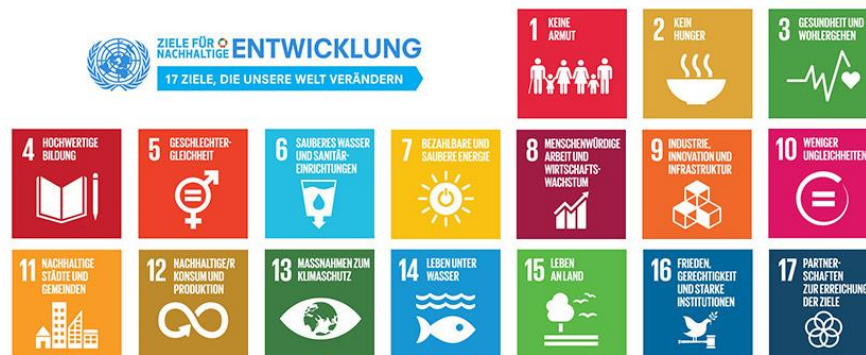 ZIELE FÜR
NACHHALTIGE ENTWICKLUNG
17 ZIELE, DIE UNSERE WELT VERÄNDERN
1 KEINE
ARMUT
2 KEIN
HUNGER
3 GESUNDHEIT UND
WOHLERGEHEN
4 HOCHWERTIGE
BILDUNG
5 GESCHLECHTER-
GLEICHHEIT
6 SAUBERES WASSER
UND SANITÄR-
EINRICHTUNGEN
7 BEZAHLBARE UND
SAUBERE ENERGIE
8 MENSCHENWÜRDIGE
ARBEIT UND
WIRTSCHAFTS-
WACHSTUM
9 INDUSTRIE,
INNOVATION UND
INFRASTRUKTUR
10 WENIGER
UNGLEICHHEITEN
11 NACHHALTIGE
STÄDTE UND
GEMEINDEN
12 NACHHALTIGE/R
KONSUM UND
PRODUKTION
13 MASSNAHMEN ZUM
KLIMASCHUTZ
14 LEBEN UNTER
WASSER
15 LEBEN
AN LAND
16 FRIEDEN,
GERECHTIGKEIT
UND STARKE
INSTITUTIONEN
17 PARTNER-
SCHAFTEN
ZUR ERREICHUNG
DER ZIELE